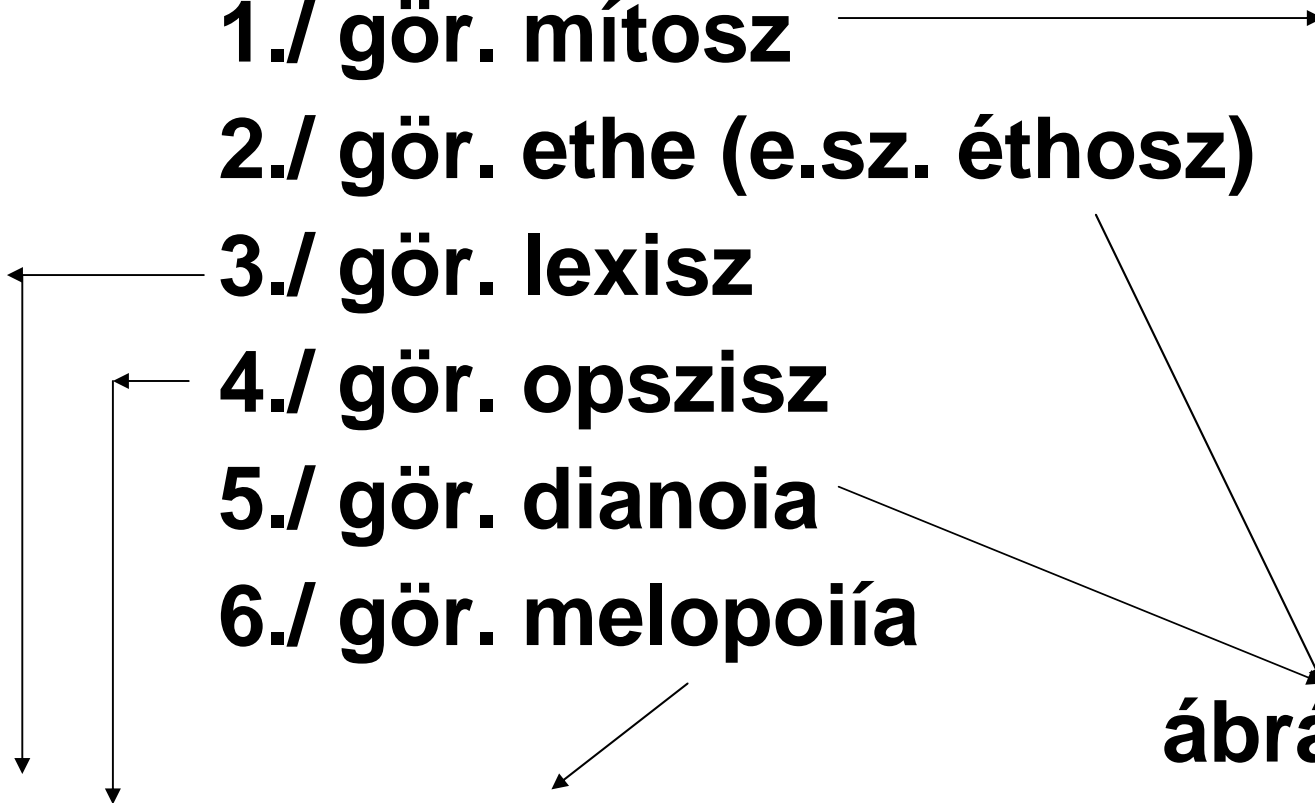 1./ gör. mítosz
2./ gör. ethe (e.sz. éthosz)
3./ gör. lexisz
4./ gör. opszisz
5./ gör. dianoia
6./ gör. melopoiía